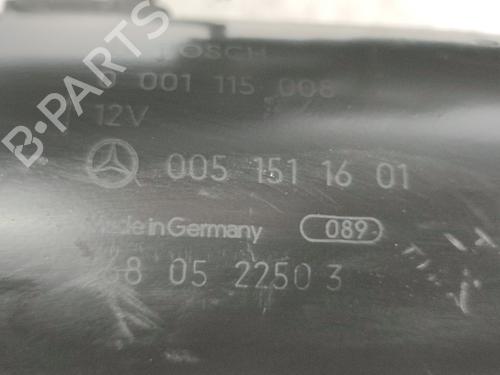 BOSCH
001 115 008
12V
005 151 16 01
Made in Germany 089
8 05 2250 3
B-PARTS